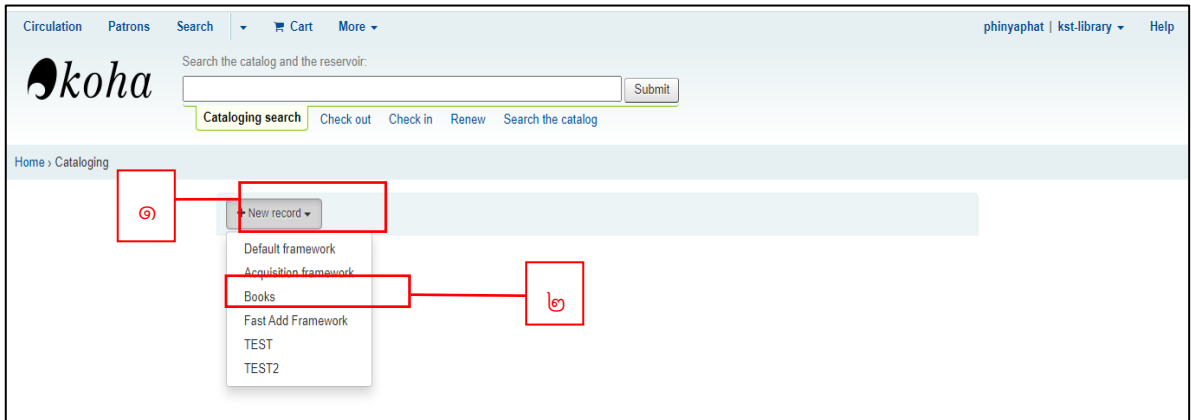 Circulation Patrons Search Cart More phinyaphat | kst-library Help
koha
Search the catalog and the reservoir:
Submit
Cataloging search Check out Check in Renew Search the catalog
Home › Cataloging
๑
+ New record
Default framework
Acquisition framework
Books
๒
Fast Add Framework
TEST
TEST2